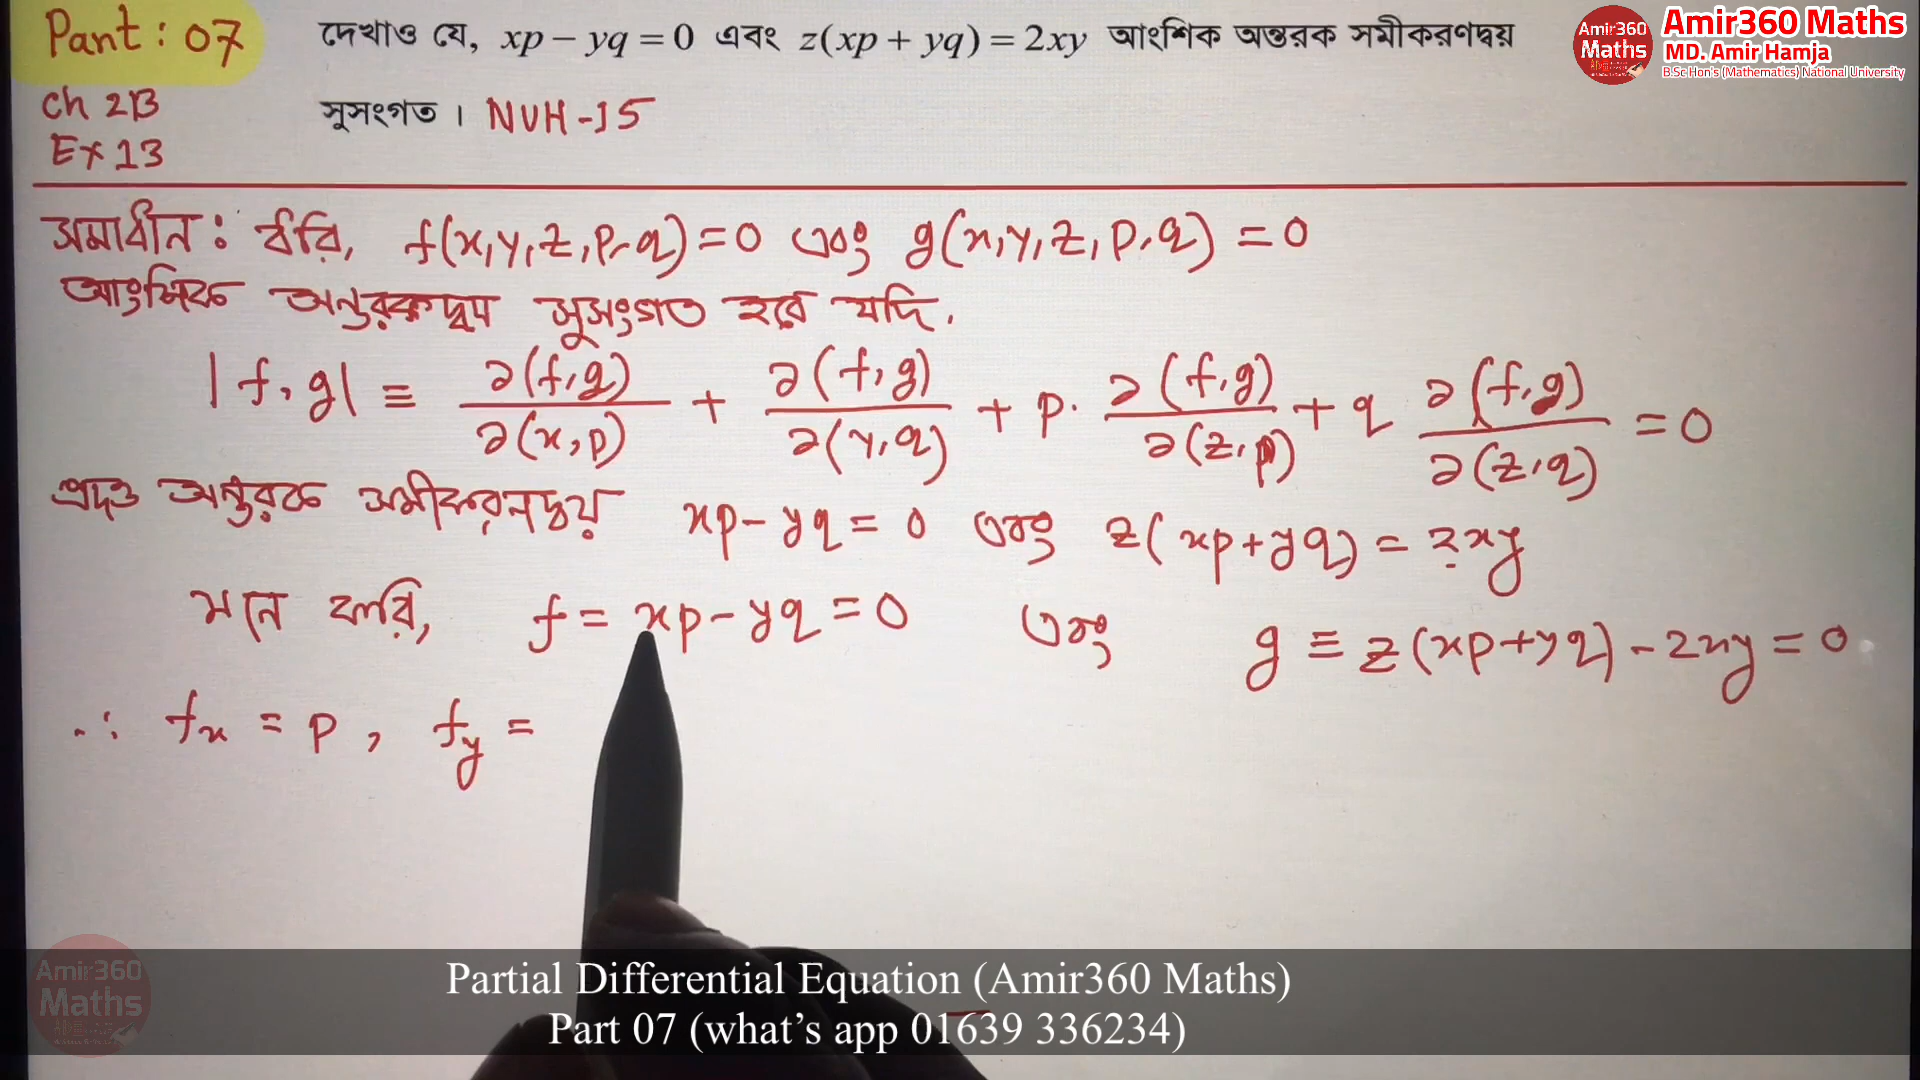 Part : 07
Ch 2B
Ex 13
দেখাও যে, xp − yq = 0 এবং z(xp + yq) = 2xy আংশিক অন্তরক সমীকরণদ্বয়
সুসংগত। NUH-15
Amir360 Maths
Amir360 Maths
MD. Amir Hamja
B.Sc Hon's (Mathematics) National University
সমাধান : ধরি, f(x,y,z,p,q)=0 এবং g(x,y,z,p,q)=0
আংশিক অন্তরকদ্বয় সুসংগত হবে যদি,
|f,g| ≡ ∂(f,g)/∂(x,p) + ∂(f,g)/∂(y,q) + p. ∂(f,g)/∂(z,p) + q ∂(f,g)/∂(z,q) = 0
প্রদত্ত অন্তরক সমীকরনদ্বয় xp-yq=0 এবং z(xp+yq)=2xy
মনে করি, f = xp-yq=0 এবং g ≡ z(xp+yq)-2xy=0
∴ fx = p, fy =
Amir360 Maths
Partial Differential Equation (Amir360 Maths)
Part 07 (what's app 01639 336234)